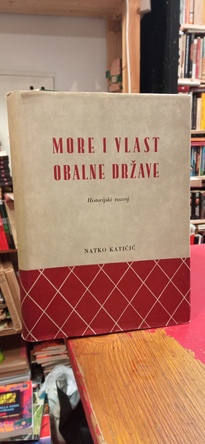 MORE I VLAST
OBALNE DRŽAVE
Historijski razvoj
NATKO KATIČIĆ